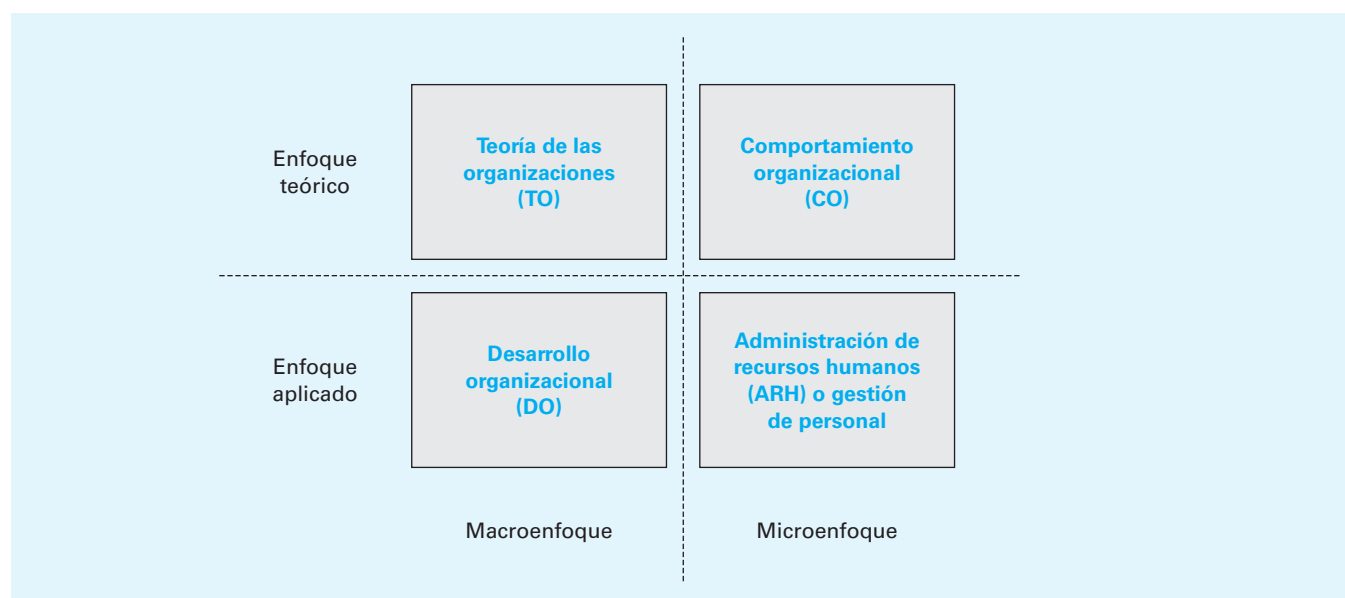 Enfoque
teórico
Teoría de las
organizaciones
(TO)
Comportamiento
organizacional
(CO)
Enfoque
aplicado
Desarrollo
organizacional
(DO)
Administración de
recursos humanos
(ARH) o gestión
de personal
Macroenfoque
Microenfoque